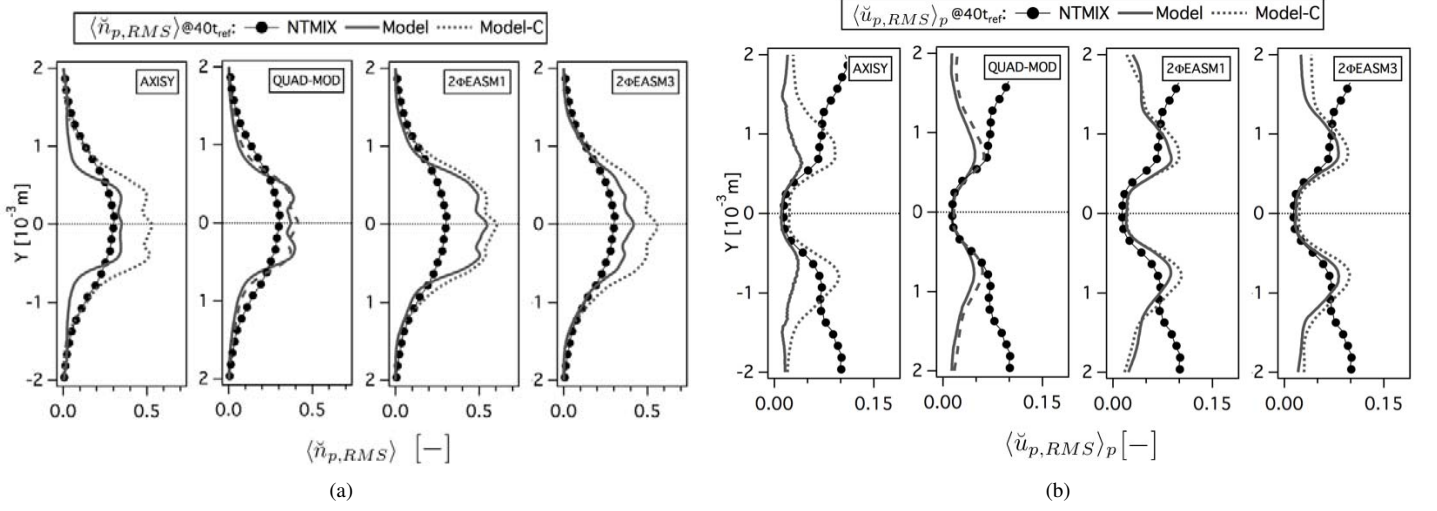 ⟨n̆p,RMS⟩@40tref: NTMIX Model Model-C
AXISY QUAD-MOD 2ΦEASM1 2ΦEASM3
Y [10⁻³m]
2 2 2 2
1 1 1 1
0 0 0 0
-1 1 1 -1
-2 2 2 -2
0.0 0.5 0.0 0.5 0.0 0.5 0.0 0.5
⟨n̆p,RMS⟩ [−]
(a)
⟨ŭp,RMS⟩p@40tref: NTMIX Model Model-C
AXISY QUAD-MOD 2ΦEASM1 2ΦEASM3
Y [10⁻³m]
2 2 2 2
1 1 1 1
0 0 0 0
-1 1 1 -1
-2 2 2 -2
0.00 0.15 0.00 0.15 0.00 0.15 0.00 0.15
⟨ŭp,RMS⟩p[−]
(b)